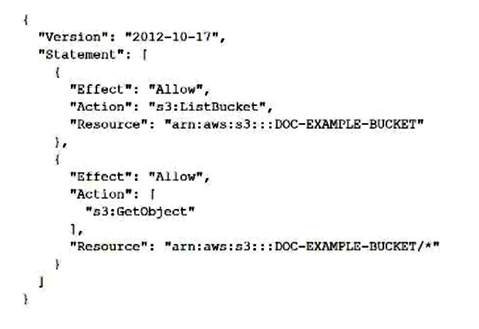 {
"Version": "2012-10-17",
"Statement": [
{
"Effect": "Allow",
"Action": "s3:ListBucket",
"Resource": "arn:aws:s3:::DOC-EXAMPLE-BUCKET"
},
{
"Effect": "Allow",
"Action": [
"s3:GetObject"
],
"Resource": "arn:aws:s3:::DOC-EXAMPLE-BUCKET/*"
}
]
}